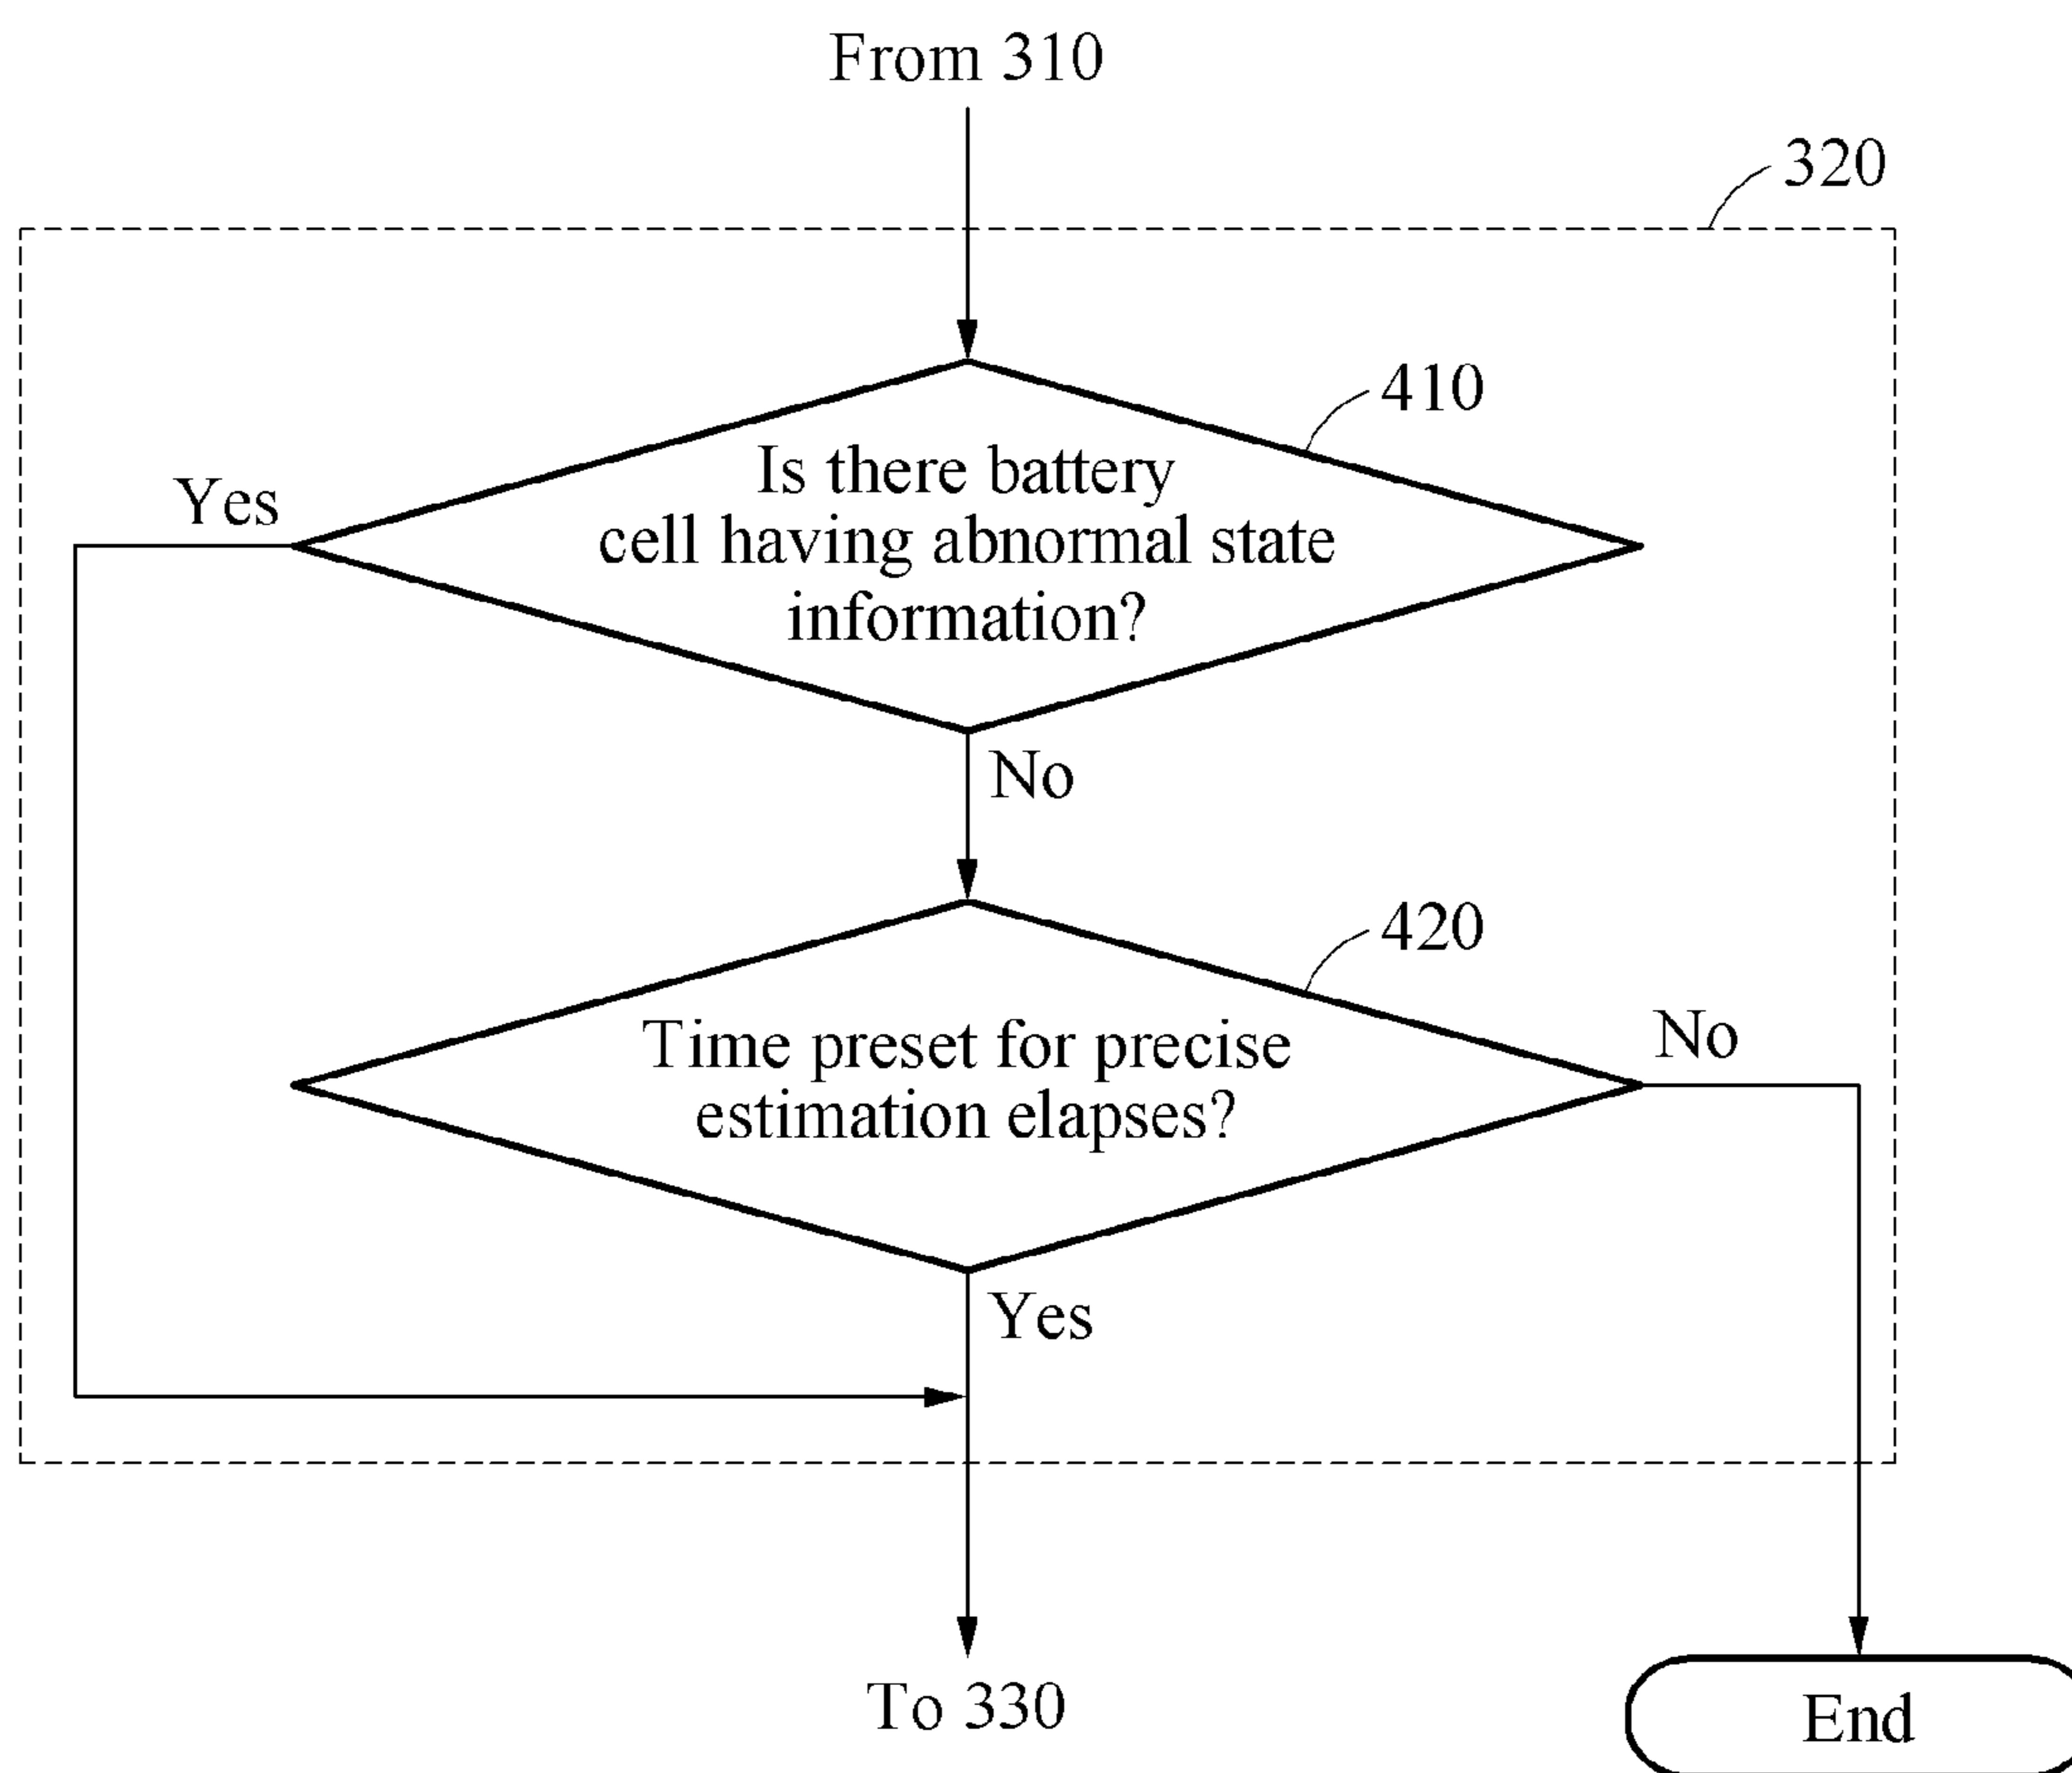 From 310
320
410
Is there battery
cell having abnormal state
information?
Yes
No
420
Time preset for precise
estimation elapses?
No
Yes
To 330
End